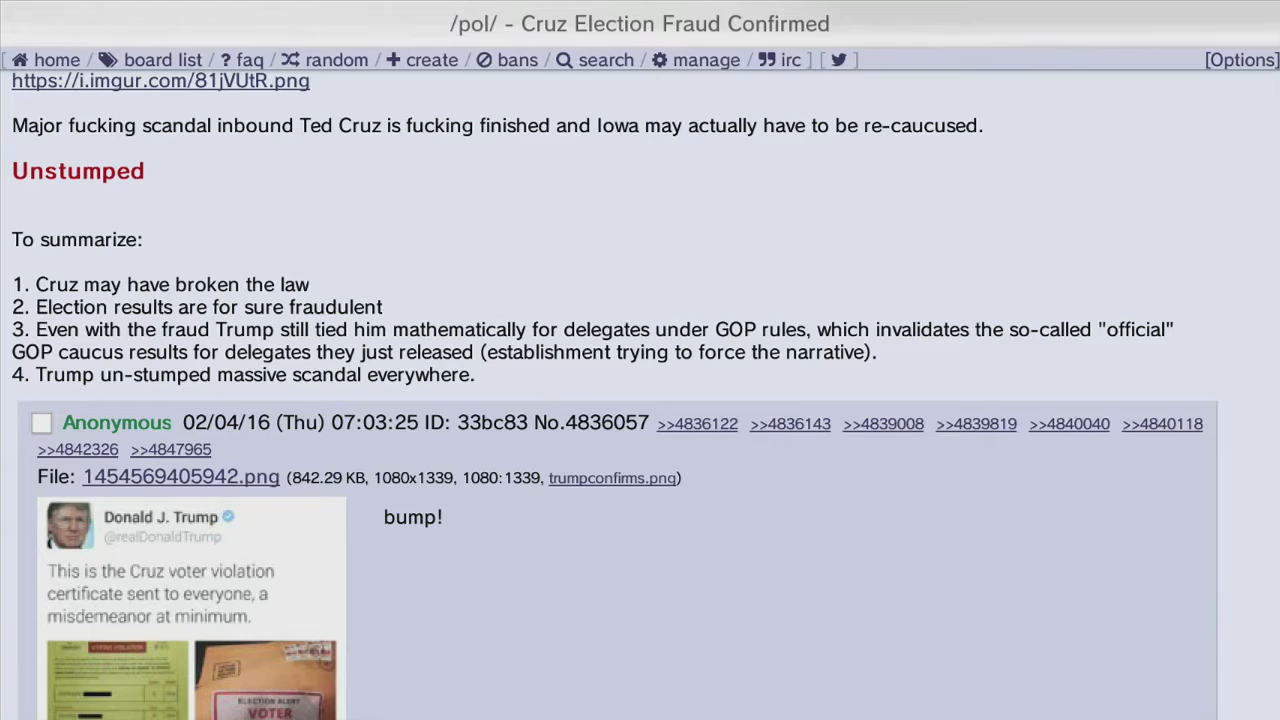 /pol/ - Cruz Election Fraud Confirmed
[ home / board list / ? faq / random / + create / bans / search / manage / irc ] [ ] [Options]
https://i.imgur.com/81jVUtR.png
Major fucking scandal inbound Ted Cruz is fucking finished and Iowa may actually have to be re-caucused.
Unstumped
To summarize:
1. Cruz may have broken the law
2. Election results are for sure fraudulent
3. Even with the fraud Trump still tied him mathematically for delegates under GOP rules, which invalidates the so-called "official"
GOP caucus results for delegates they just released (establishment trying to force the narrative).
4. Trump un-stumped massive scandal everywhere.
Anonymous 02/04/16 (Thu) 07:03:25 ID: 33bc83 No.4836057 >>4836122 >>4836143 >>4839008 >>4839819 >>4840040 >>4840118
>>4842326 >>4847965
File: 1454569405942.png (842.29 KB, 1080x1339, 1080:1339, trumpconfirms.png)
bump!
Donald J. Trump
@realDonaldTrump
This is the Cruz voter violation
certificate sent to everyone, a
misdemeanor at minimum.
VOTING VIOLATION
ELECTION ALERT
VOTER